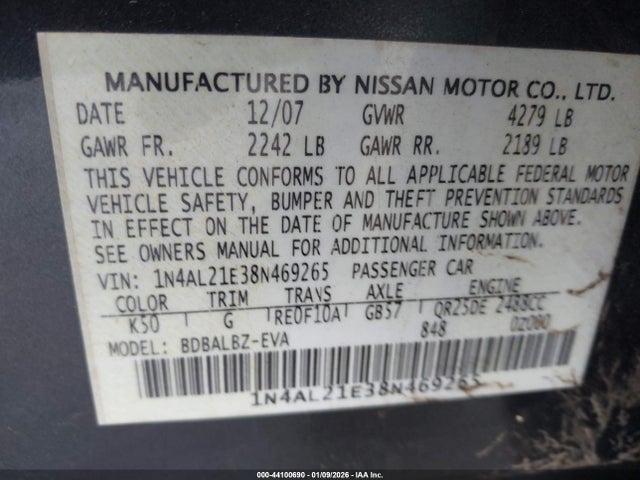 MANUFACTURED BY NISSAN MOTOR CO., LTD.
DATE 12/07 GVWR 4279 LB
GAWR FR. 2242 LB GAWR RR. 2189 LB
THIS VEHICLE CONFORMS TO ALL APPLICABLE FEDERAL MOTOR
VEHICLE SAFETY, BUMPER AND THEFT PREVENTION STANDARDS
IN EFFECT ON THE DATE OF MANUFACTURE SHOWN ABOVE.
SEE OWNERS MANUAL FOR ADDITIONAL INFORMATION.
VIN: 1N4AL21E38N469265 PASSENGER CAR
COLOR TRIM TRANS AXLE ENGINE
K50 G RE0F10A GB57 QR25DE 2488CC
MODEL: BDBALBZ-EVA 848 02080
1N4AL21E38N469265
000-44100690 - 01/09/2026 - IAA Inc.